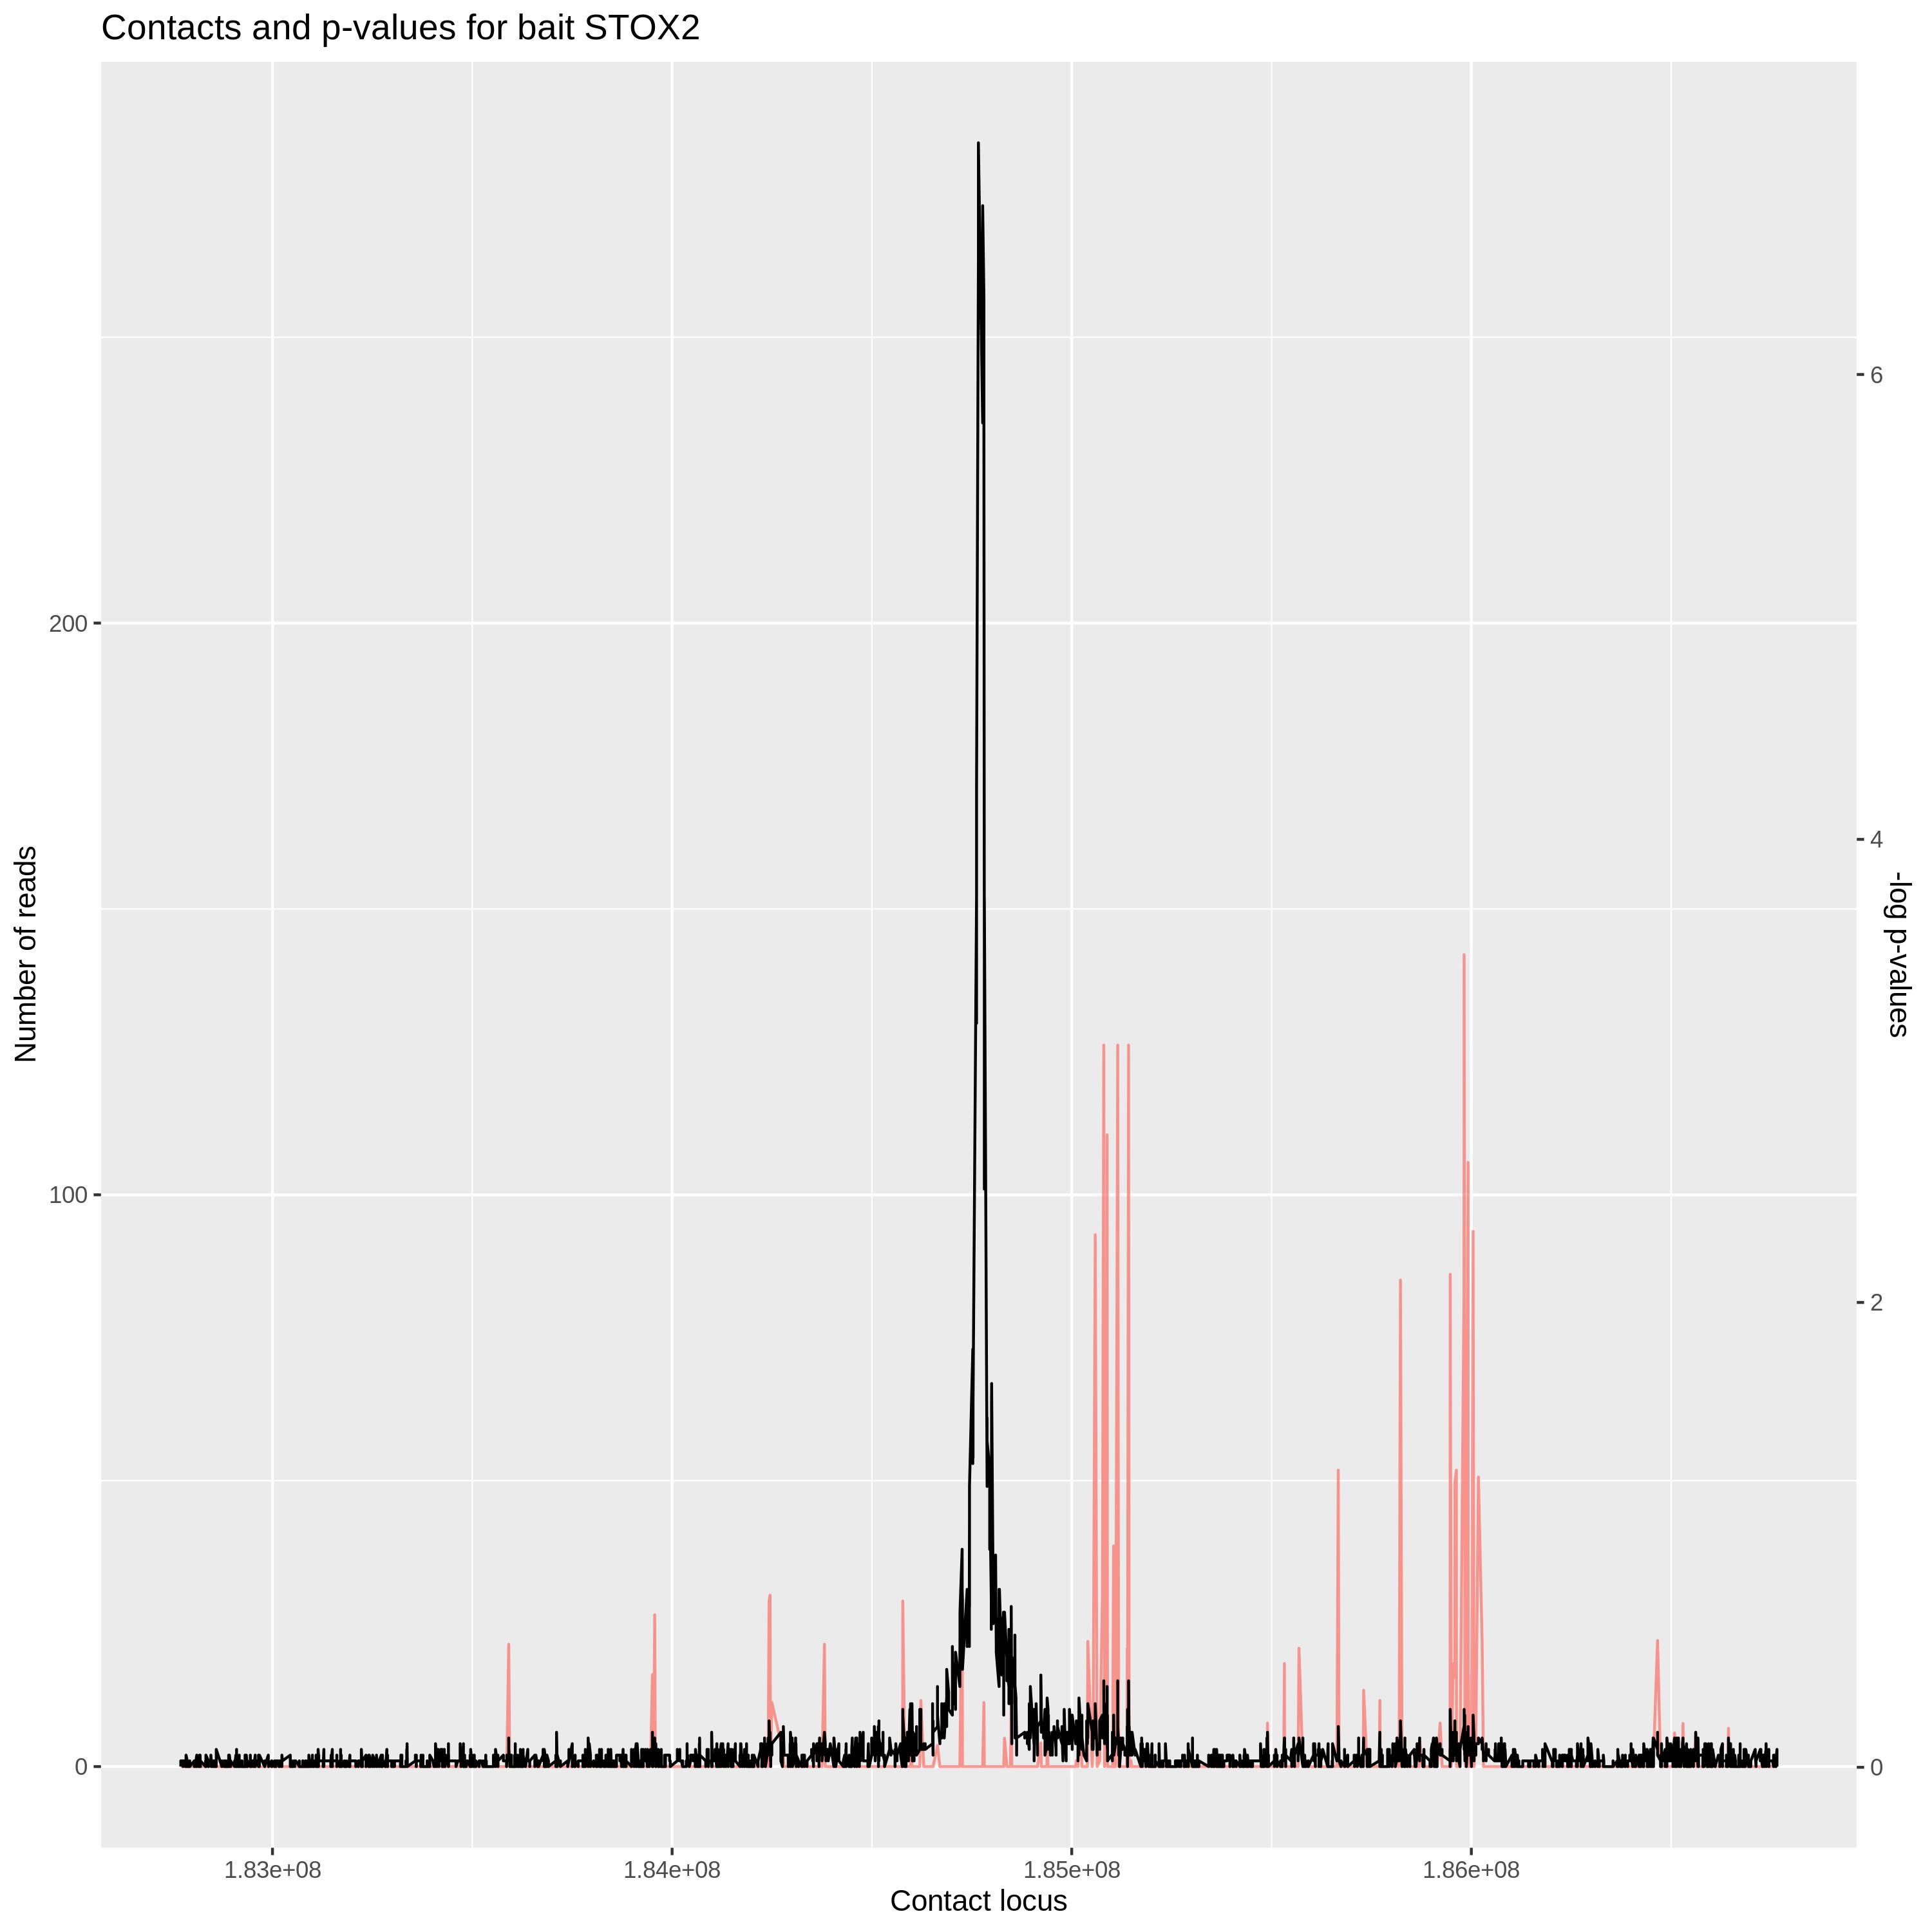 Contacts and p-values for bait STOX2
Number of reads
200
100
0
6
4
2
0
-log p-values
1.83e+08 1.84e+08 1.85e+08 1.86e+08
Contact locus